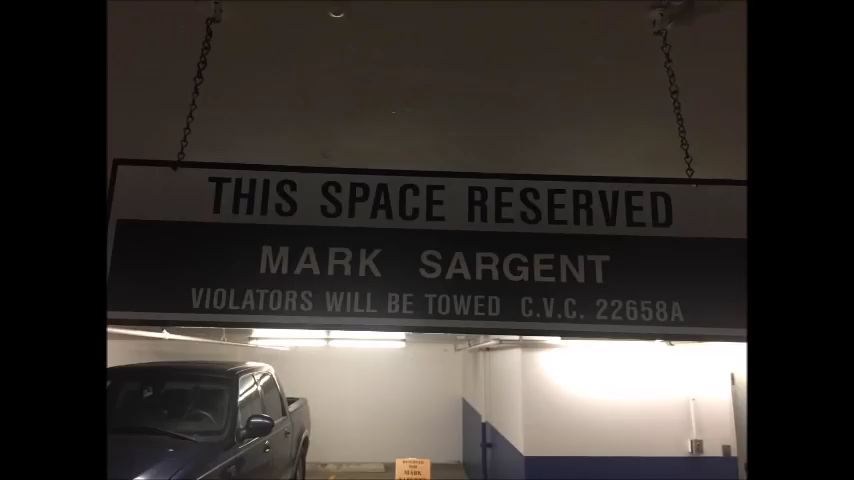 THIS SPACE RESERVED
MARK SARGENT
VIOLATORS WILL BE TOWED C.V.C. 22658A